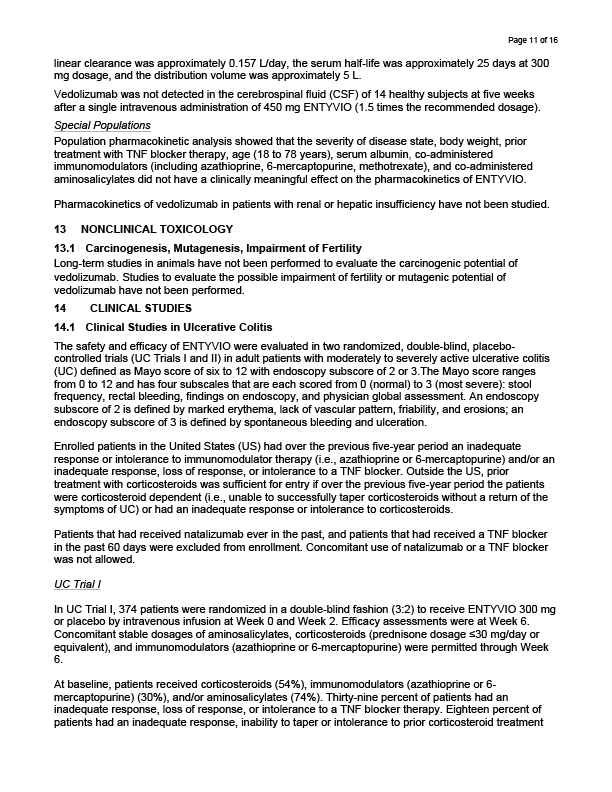 Page 11 of 16
linear clearance was approximately 0.157 L/day, the serum half-life was approximately 25 days at 300
mg dosage, and the distribution volume was approximately 5 L.
Vedolizumab was not detected in the cerebrospinal fluid (CSF) of 14 healthy subjects at five weeks
after a single intravenous administration of 450 mg ENTYVIO (1.5 times the recommended dosage).
Special Populations
Population pharmacokinetic analysis showed that the severity of disease state, body weight, prior
treatment with TNF blocker therapy, age (18 to 78 years), serum albumin, co-administered
immunomodulators (including azathioprine, 6-mercaptopurine, methotrexate), and co-administered
aminosalicylates did not have a clinically meaningful effect on the pharmacokinetics of ENTYVIO.
Pharmacokinetics of vedolizumab in patients with renal or hepatic insufficiency have not been studied.
13 NONCLINICAL TOXICOLOGY
13.1 Carcinogenesis, Mutagenesis, Impairment of Fertility
Long-term studies in animals have not been performed to evaluate the carcinogenic potential of
vedolizumab. Studies to evaluate the possible impairment of fertility or mutagenic potential of
vedolizumab have not been performed.
14 CLINICAL STUDIES
14.1 Clinical Studies in Ulcerative Colitis
The safety and efficacy of ENTYVIO were evaluated in two randomized, double-blind, placebo-
controlled trials (UC Trials I and II) in adult patients with moderately to severely active ulcerative colitis
(UC) defined as Mayo score of six to 12 with endoscopy subscore of 2 or 3.The Mayo score ranges
from 0 to 12 and has four subscales that are each scored from 0 (normal) to 3 (most severe): stool
frequency, rectal bleeding, findings on endoscopy, and physician global assessment. An endoscopy
subscore of 2 is defined by marked erythema, lack of vascular pattern, friability, and erosions; an
endoscopy subscore of 3 is defined by spontaneous bleeding and ulceration.
Enrolled patients in the United States (US) had over the previous five-year period an inadequate
response or intolerance to immunomodulator therapy (i.e., azathioprine or 6-mercaptopurine) and/or an
inadequate response, loss of response, or intolerance to a TNF blocker. Outside the US, prior
treatment with corticosteroids was sufficient for entry if over the previous five-year period the patients
were corticosteroid dependent (i.e., unable to successfully taper corticosteroids without a return of the
symptoms of UC) or had an inadequate response or intolerance to corticosteroids.
Patients that had received natalizumab ever in the past, and patients that had received a TNF blocker
in the past 60 days were excluded from enrollment. Concomitant use of natalizumab or a TNF blocker
was not allowed.
UC Trial I
In UC Trial I, 374 patients were randomized in a double-blind fashion (3:2) to receive ENTYVIO 300 mg
or placebo by intravenous infusion at Week 0 and Week 2. Efficacy assessments were at Week 6.
Concomitant stable dosages of aminosalicylates, corticosteroids (prednisone dosage ≤30 mg/day or
equivalent), and immunomodulators (azathioprine or 6-mercaptopurine) were permitted through Week
6.
At baseline, patients received corticosteroids (54%), immunomodulators (azathioprine or 6-
mercaptopurine) (30%), and/or aminosalicylates (74%). Thirty-nine percent of patients had an
inadequate response, loss of response, or intolerance to a TNF blocker therapy. Eighteen percent of
patients had an inadequate response, inability to taper or intolerance to prior corticosteroid treatment